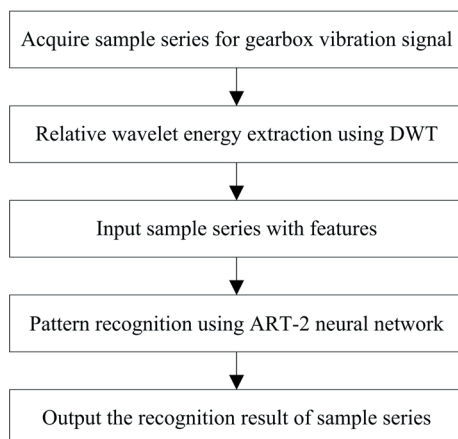 Acquire sample series for gearbox vibration signal
Relative wavelet energy extraction using DWT
Input sample series with features
Pattern recognition using ART-2 neural network
Output the recognition result of sample series